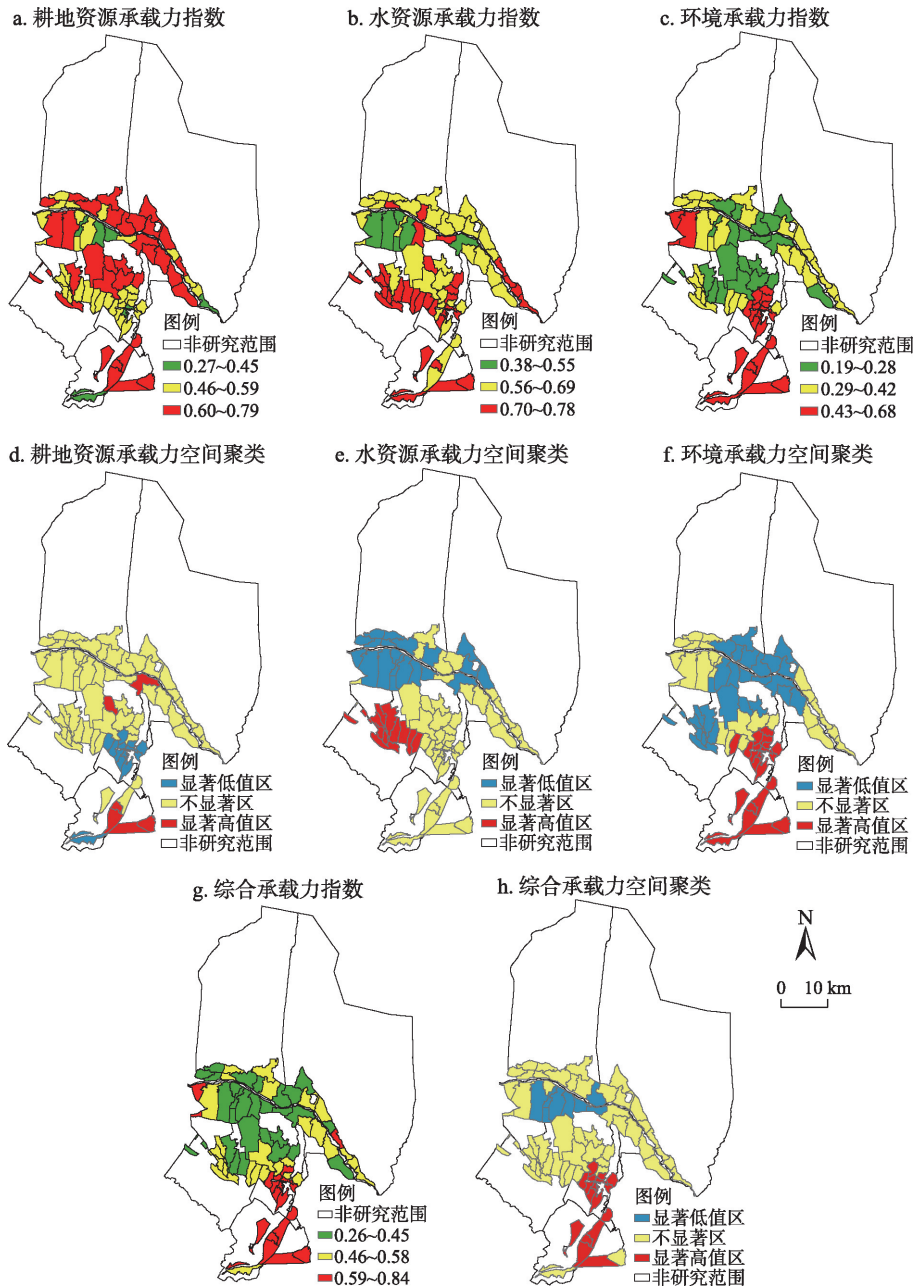 a. 耕地资源承载力指数
b. 水资源承载力指数
c. 环境承载力指数
图例
非研究范围
0.27~0.45
0.46~0.59
0.60~0.79
图例
非研究范围
0.38~0.55
0.56~0.69
0.70~0.78
图例
非研究范围
0.19~0.28
0.29~0.42
0.43~0.68
d. 耕地资源承载力空间聚类
e. 水资源承载力空间聚类
f. 环境承载力空间聚类
图例
显著低值区
不显著区
显著高值区
非研究范围
图例
显著低值区
不显著区
显著高值区
非研究范围
图例
显著低值区
不显著区
显著高值区
非研究范围
g. 综合承载力指数
h. 综合承载力空间聚类
N
0 10 km
图例
非研究范围
0.26~0.45
0.46~0.58
0.59~0.84
图例
显著低值区
不显著区
显著高值区
非研究范围